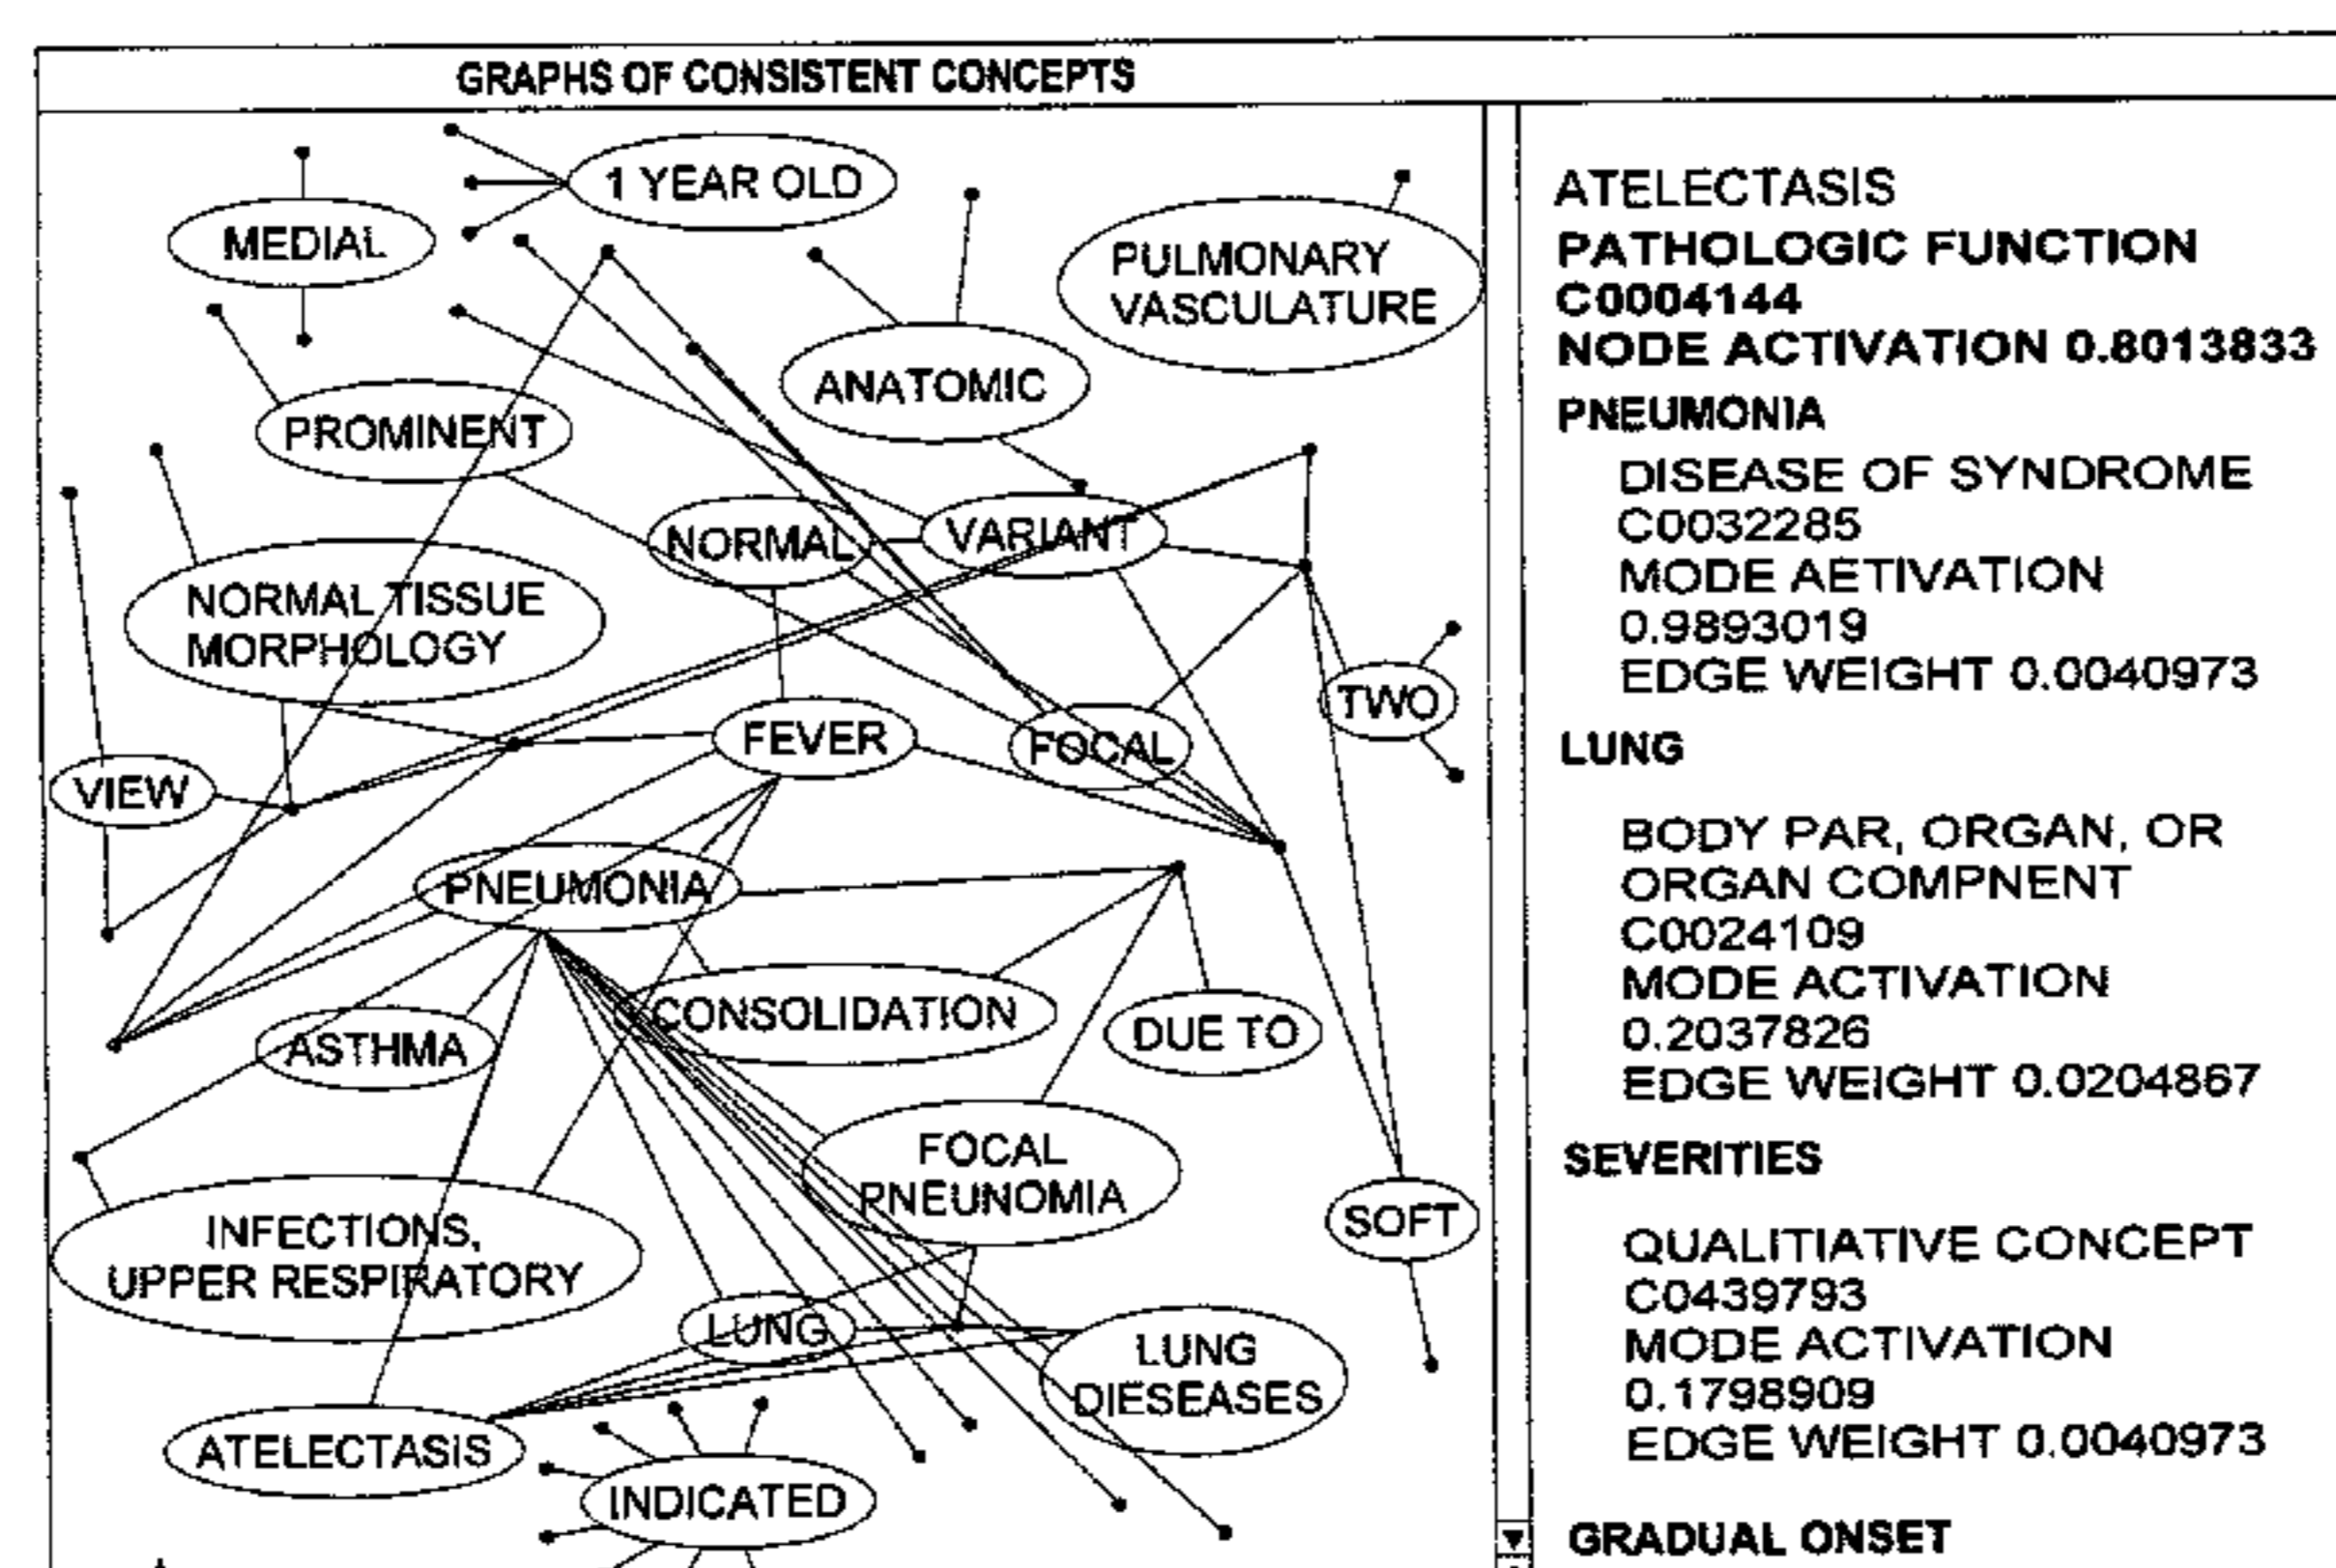 GRAPHS OF CONSISTENT CONCEPTS
1 YEAR OLD
MEDIAL
PULMONARY
VASCULATURE
ANATOMIC
PROMINENT
NORMAL
VARIANT
NORMAL TISSUE
MORPHOLOGY
TWO
FEVER
FOCAL
VIEW
PNEUMONIA
CONSOLIDATION
DUE TO
ASTHMA
FOCAL
PNEUNOMIA
INFECTIONS,
UPPER RESPIRATORY
SOFT
LUNG
LUNG
DIESEASES
ATELECTASIS
INDICATED
ATELECTASIS
PATHOLOGIC FUNCTION
C0004144
NODE ACTIVATION 0.8013833
PNEUMONIA
DISEASE OF SYNDROME
C0032285
MODE AETIVATION
0.9893019
EDGE WEIGHT 0.0040973
LUNG
BODY PAR, ORGAN, OR
ORGAN COMPNENT
C0024109
MODE ACTIVATION
0.2037826
EDGE WEIGHT 0.0204867
SEVERITIES
QUALITIATIVE CONCEPT
C0439793
MODE ACTIVATION
0.1798909
EDGE WEIGHT 0.0040973
GRADUAL ONSET